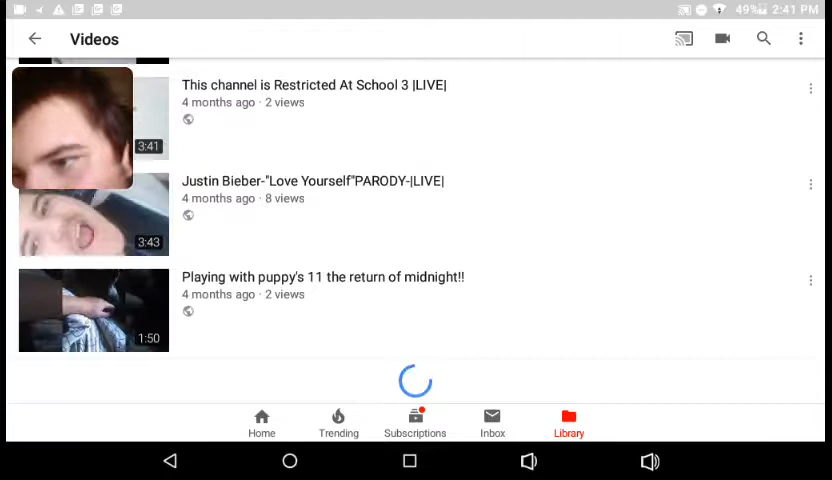 49% 2:41 PM
Videos
This channel is Restricted At School 3 |LIVE|
4 months ago · 2 views
3:41
Justin Bieber-"Love Yourself"PARODY-|LIVE|
4 months ago · 8 views
3:43
Playing with puppy's 11 the return of midnight!!
4 months ago · 2 views
1:50
Home Trending Subscriptions Inbox Library